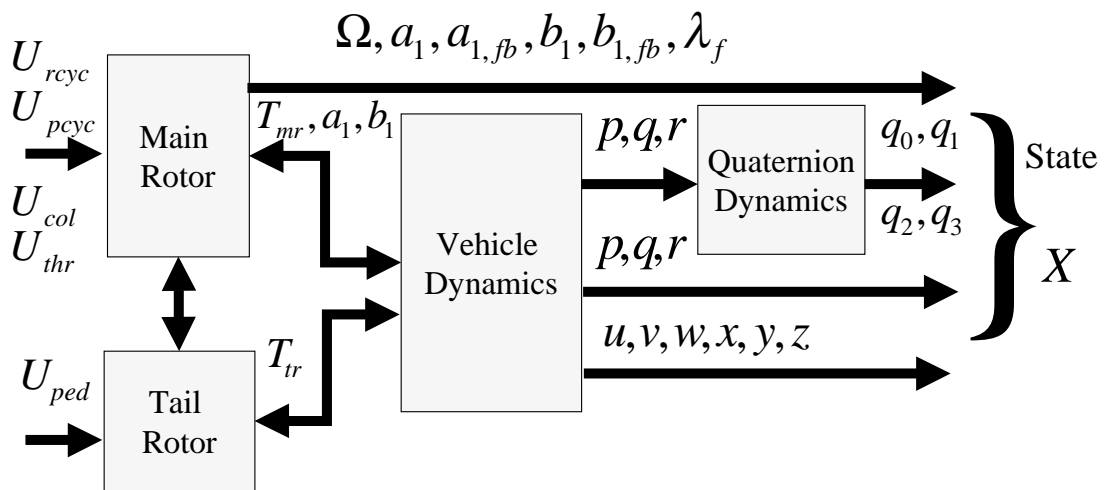 Ω, a₁, a₁,fb, b₁, b₁,fb, λf
Urcyc
Upcyc
Ucol
Uthr
Main
Rotor
Tmr, a₁, b₁
Vehicle
Dynamics
p,q,r
Quaternion
Dynamics
q₀, q₁
q₂, q₃
State
X
p,q,r
u,v,w,x,y,z
Uped
Tail
Rotor
Ttr